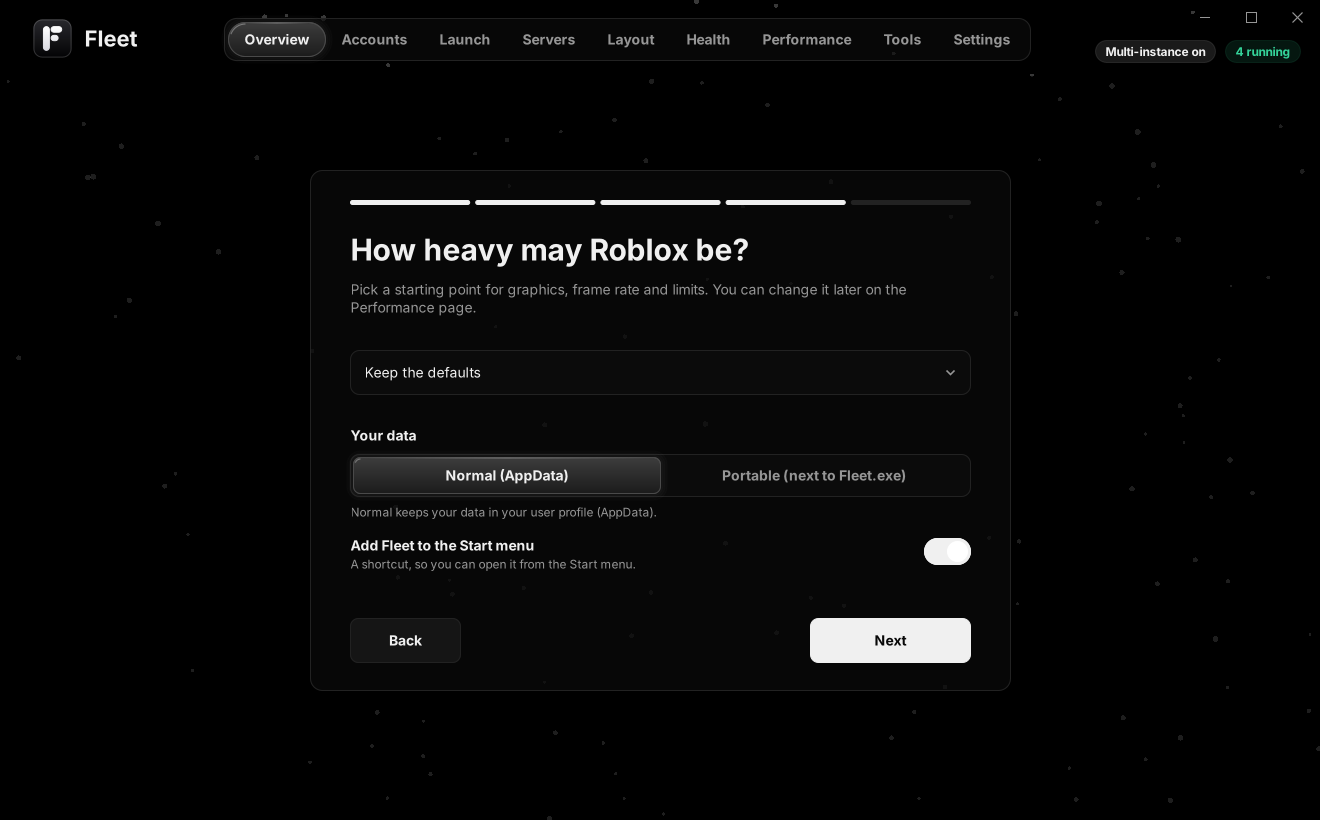 Fleet
Overview
Accounts
Launch
Servers
Layout
Health
Performance
Tools
Settings
Multi-instance on
4 running
How heavy may Roblox be?
Pick a starting point for graphics, frame rate and limits. You can change it later on the
Performance page.
Keep the defaults
Your data
Normal (AppData)
Portable (next to Fleet.exe)
Normal keeps your data in your user profile (AppData).
Add Fleet to the Start menu
A shortcut, so you can open it from the Start menu.
Back
Next